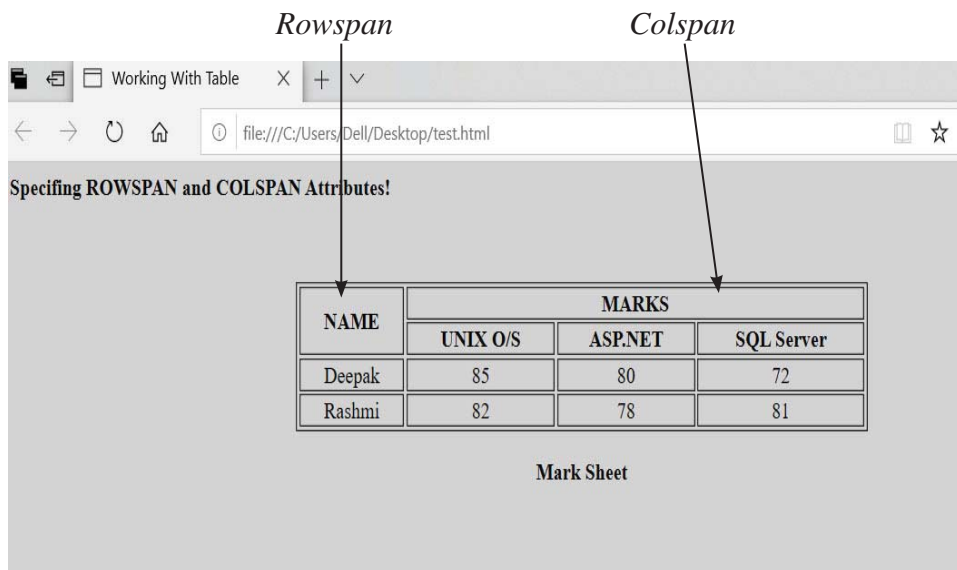 Rowspan Colspan
Working With Table
file:///C:/Users/Dell/Desktop/test.html
Specifing ROWSPAN and COLSPAN Attributes!
NAME MARKS
UNIX O/S ASP.NET SQL Server
Deepak 85 80 72
Rashmi 82 78 81
Mark Sheet